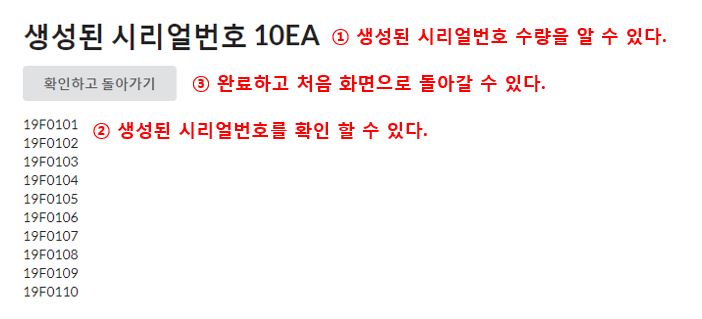 생성된 시리얼번호 10EA ① 생성된 시리얼번호 수량을 알 수 있다.
확인하고 돌아가기 ③ 완료하고 처음 화면으로 돌아갈 수 있다.
19F0101 ② 생성된 시리얼번호를 확인 할 수 있다.
19F0102
19F0103
19F0104
19F0105
19F0106
19F0107
19F0108
19F0109
19F0110